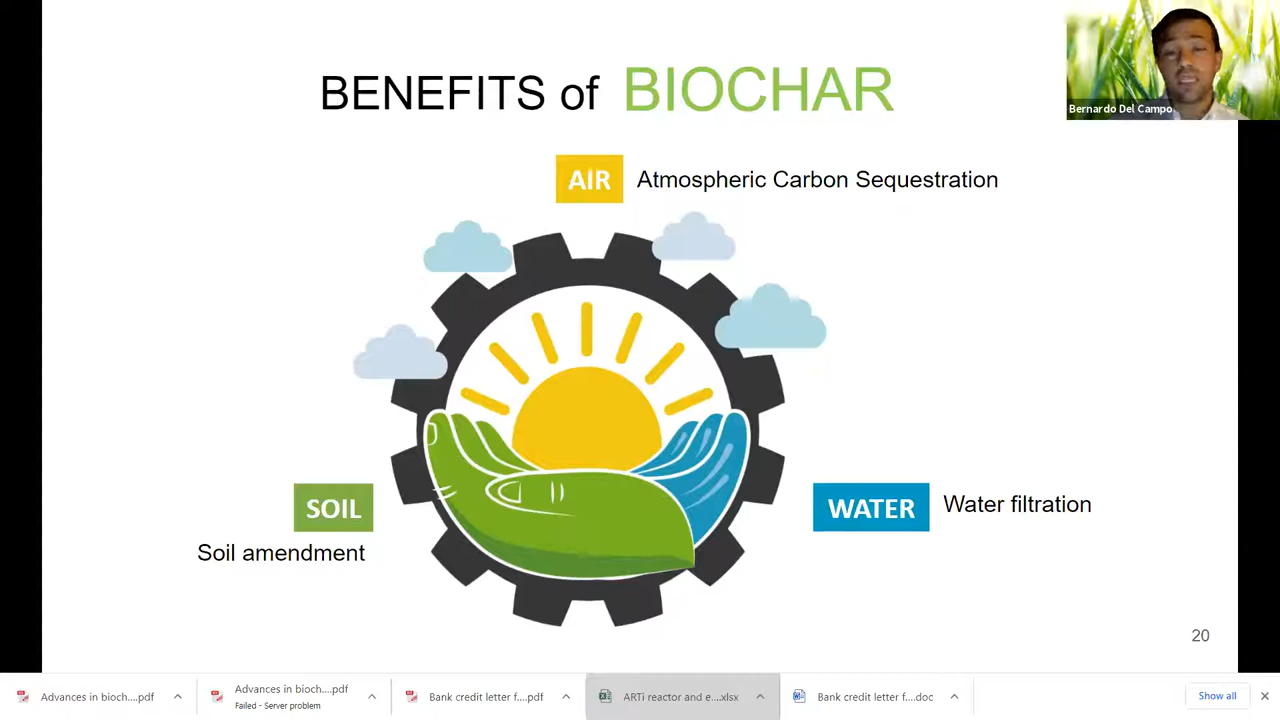 BENEFITS of BIOCHAR
Bernardo Del Campo
AIR Atmospheric Carbon Sequestration
SOIL
Soil amendment
WATER Water filtration
20
Advances in bioch....pdf
Advances in bioch....pdf
Failed - Server problem
Bank credit letter f....pdf
ARTi reactor and e....xlsx
Bank credit letter f....doc
Show all